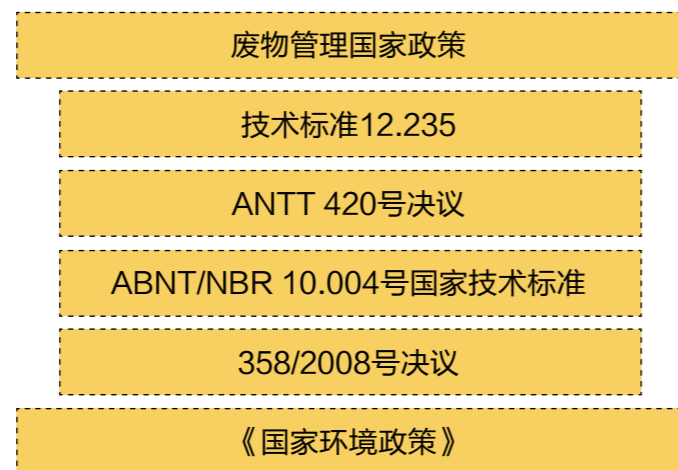 废物管理国家政策
技术标准12.235
ANTT 420号决议
ABNT/NBR 10.004号国家技术标准
358/2008号决议
《国家环境政策》